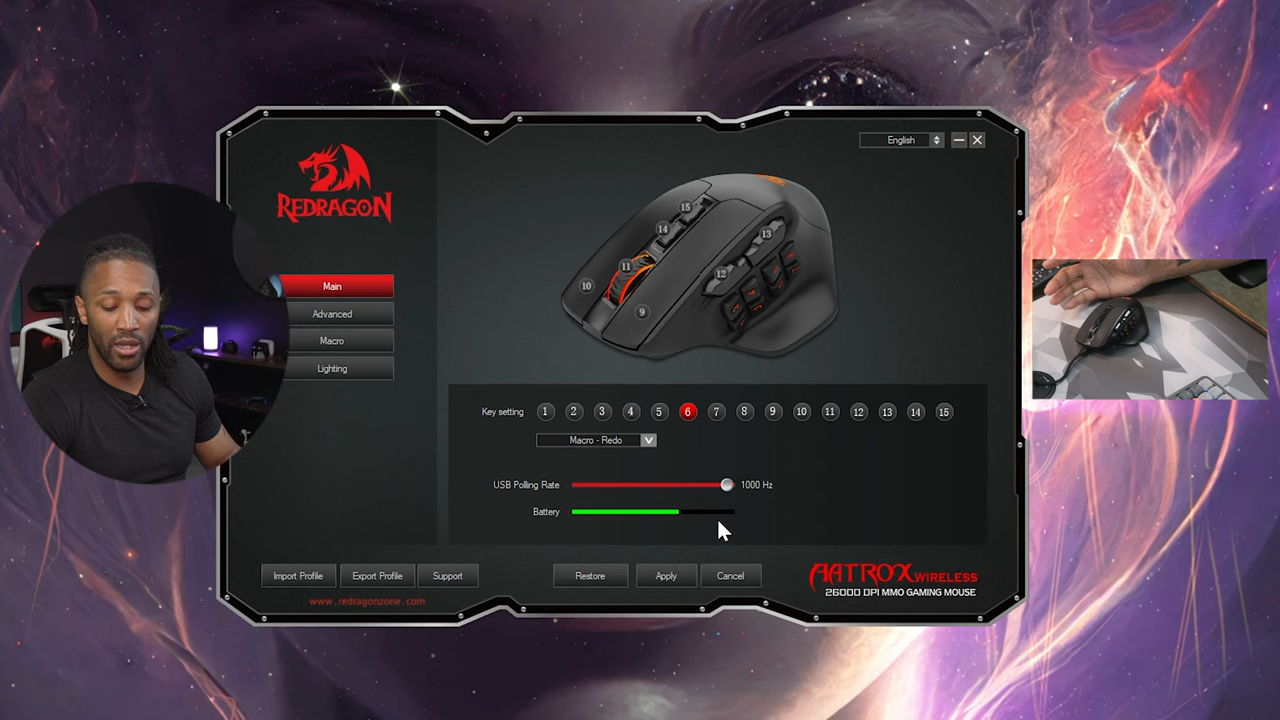 English
REDRAGON
15
14
13
11
12
10
9
Main
Advanced
Macro
Lighting
Key setting 1 2 3 4 5 6 7 8 9 10 11 12 13 14 15
Macro - Redo
USB Polling Rate 1000 Hz
Battery
Import Profile Export Profile Support Restore Apply Cancel
AATROX WIRELESS
26000 DPI MMO GAMING MOUSE
www.redragonzone.com